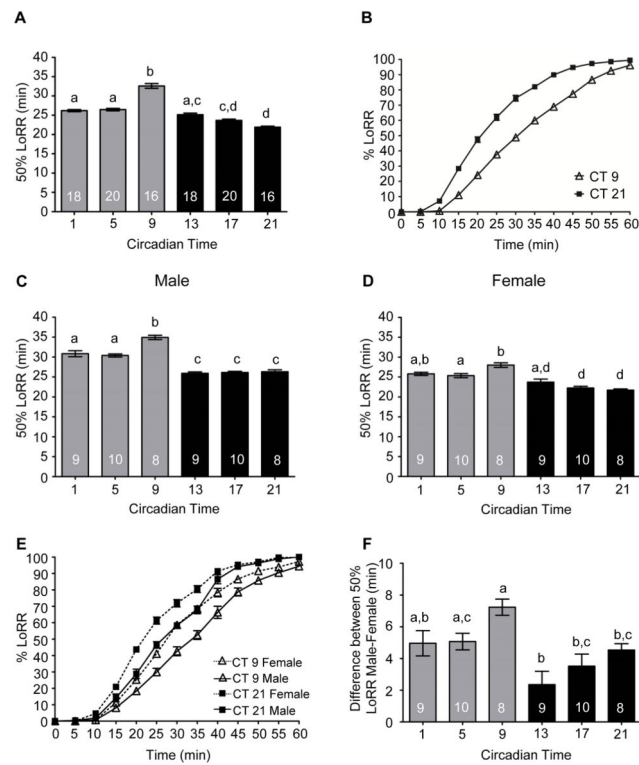 A
50% LoRR (min)
40
35
30
25
20
15
10
5
0
a
a
b
a,c
c,d
d
18
20
16
18
20
16
1
5
9
13
17
21
Circadian Time
B
% LoRR
100
90
80
70
60
50
40
30
20
10
0
CT 9
CT 21
0 5 10 15 20 25 30 35 40 45 50 55 60
Time (min)
C
Male
50% LoRR (min)
40
35
30
25
20
15
10
5
0
a
a
b
c
c
c
9
10
8
9
10
8
1
5
9
13
17
21
Circadian Time
D
Female
50% LoRR (min)
40
35
30
25
20
15
10
5
0
a,b
a
b
a,d
d
d
9
10
8
9
10
8
1
5
9
13
17
21
Circadian Time
E
% LoRR
100
90
80
70
60
50
40
30
20
10
0
CT 9 Female
CT 9 Male
CT 21 Female
CT 21 Male
0 5 10 15 20 25 30 35 40 45 50 55 60
Time (min)
F
Difference between 50%
LoRR Male-Female (min)
10
8
6
4
2
0
a,b
a,c
a
b
b,c
b,c
9
10
8
9
10
8
1
5
9
13
17
21
Circadian Time